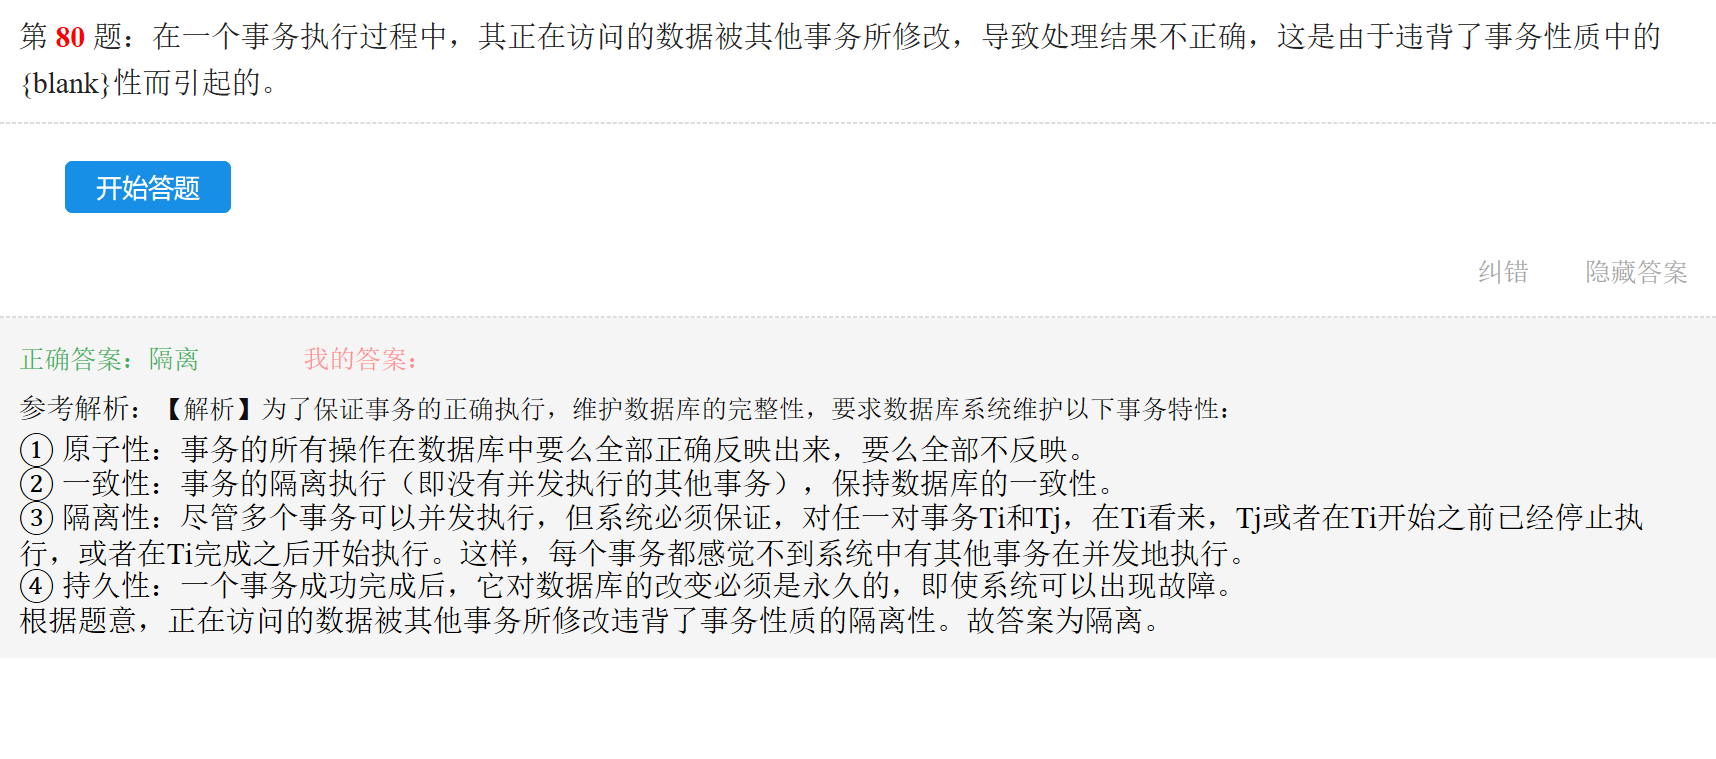 第 80 题：在一个事务执行过程中，其正在访问的数据被其他事务所修改，导致处理结果不正确，这是由于违背了事务性质中的
{blank}性而引起的。
开始答题
纠错 隐藏答案
正确答案：隔离 我的答案：
参考解析：【解析】为了保证事务的正确执行，维护数据库的完整性，要求数据库系统维护以下事务特性：
① 原子性：事务的所有操作在数据库中要么全部正确反映出来，要么全部不反映。
② 一致性：事务的隔离执行（即没有并发执行的其他事务），保持数据库的一致性。
③ 隔离性：尽管多个事务可以并发执行，但系统必须保证，对任一对事务Ti和Tj，在Ti看来，Tj或者在Ti开始之前已经停止执
行，或者在Ti完成之后开始执行。这样，每个事务都感觉不到系统中有其他事务在并发地执行。
④ 持久性：一个事务成功完成后，它对数据库的改变必须是永久的，即使系统可以出现故障。
根据题意，正在访问的数据被其他事务所修改违背了事务性质的隔离性。故答案为隔离。